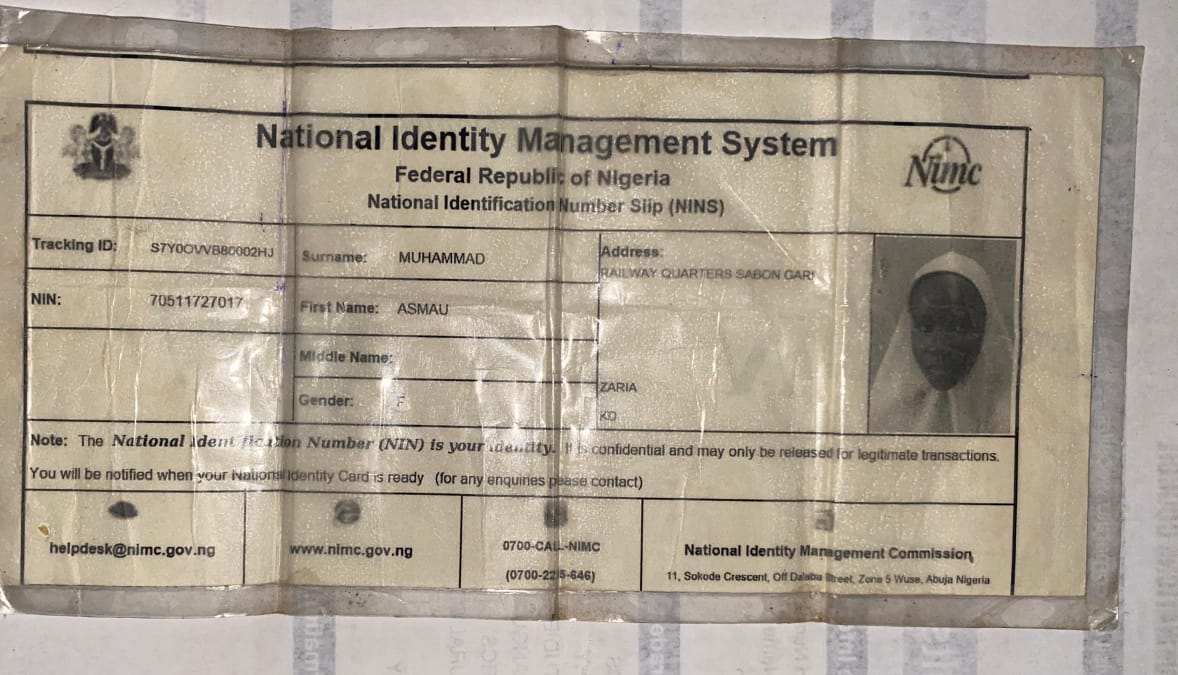 National Identity Management System
Federal Republic of Nigeria
National Identification Number Slip (NINS)
Nimc
Tracking ID: S7Y0OVVB80002HJ
NIN: 70511727017
Surname: MUHAMMAD
First Name: ASMAU
Middle Name:
Gender: F
Address:
RAILWAY QUARTERS SABON GARI
ZARIA
KD
Note: The National Identification Number (NIN) is your identity. It is confidential and may only be released for legitimate transactions.
You will be notified when your National Identity Card is ready (for any enquiries please contact)
helpdesk@nimc.gov.ng
www.nimc.gov.ng
0700-CALL-NIMC
(0700-2255-646)
National Identity Management Commission
11, Sokode Crescent, Off Dalaba Street, Zone 5 Wuse, Abuja Nigeria